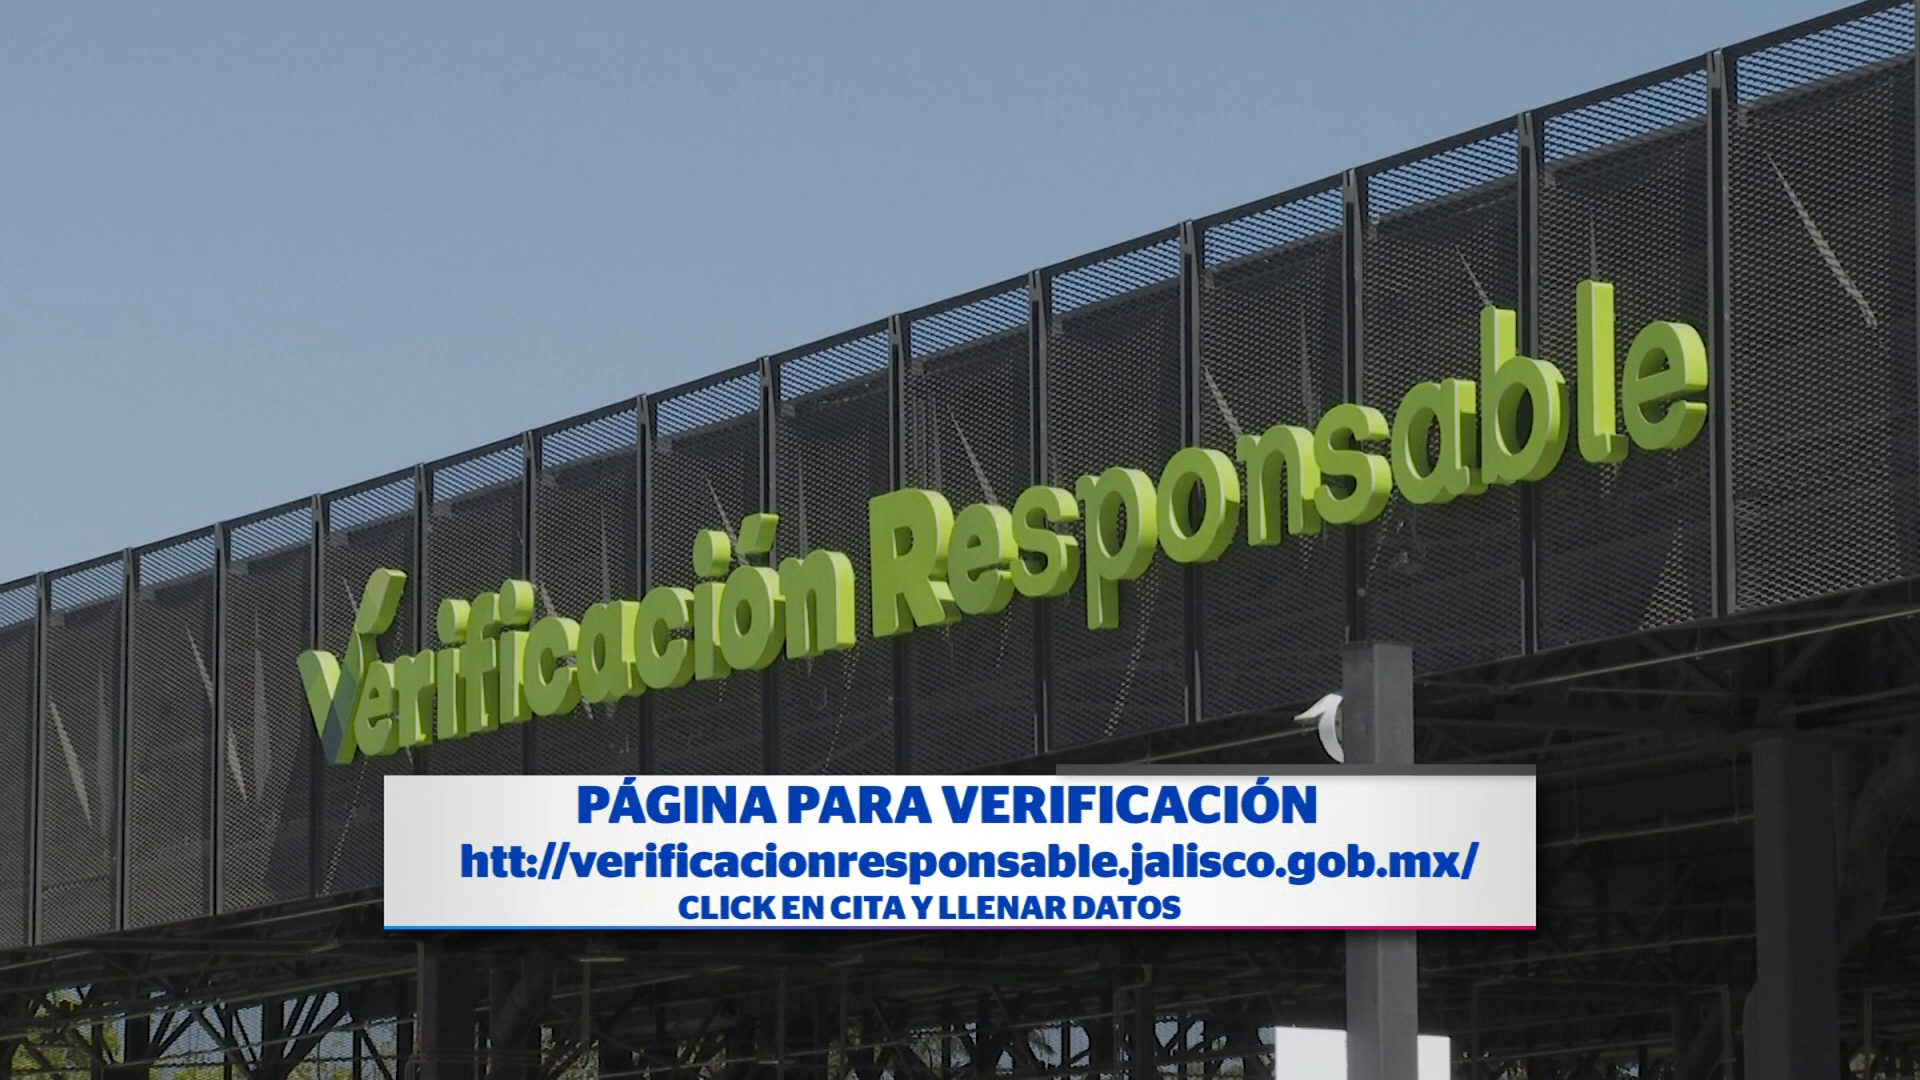 Verificación Responsable
PÁGINA PARA VERIFICACIÓN
htt://verificacionresponsable.jalisco.gob.mx/
CLICK EN CITA Y LLENAR DATOS